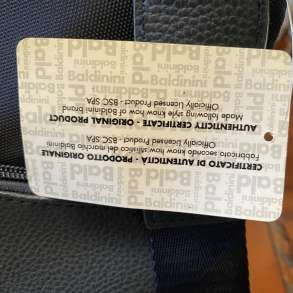 CERTIFICATO DI AUTENTICITÀ - PRODOTTO ORIGINALE
Fabbricato secondo know how stilistico del marchio Baldinini
Officially Licensed Product - BSC SPA
AUTHENTICITY CERTIFICATE - ORIGINAL PRODUCT
Made following style know how of Baldinini brand
Officially Licensed Product - BSC SPA
Baldinini